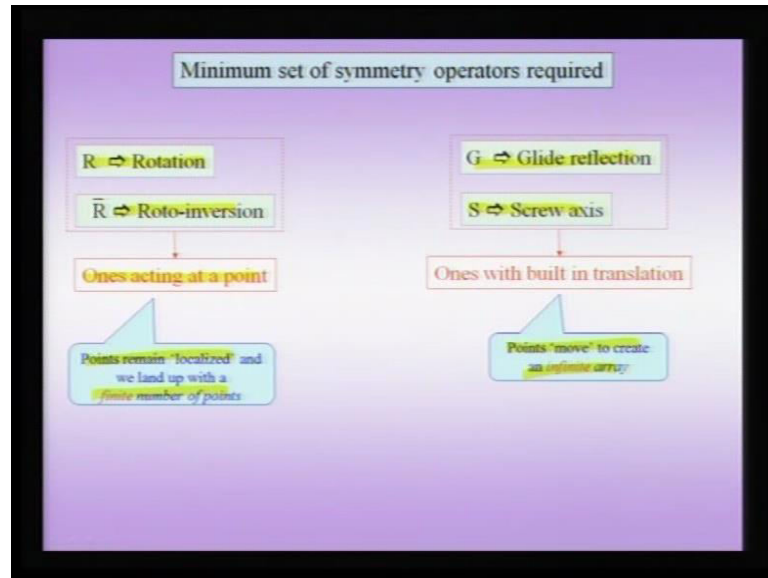 Minimum set of symmetry operators required
R ⇨ Rotation
R̅ ⇨ Roto-inversion
Ones acting at a point
Points remain 'localized' and
we land up with a
finite number of points
G ⇨ Glide reflection
S ⇨ Screw axis
Ones with built in translation
Points 'move' to create
an infinite array